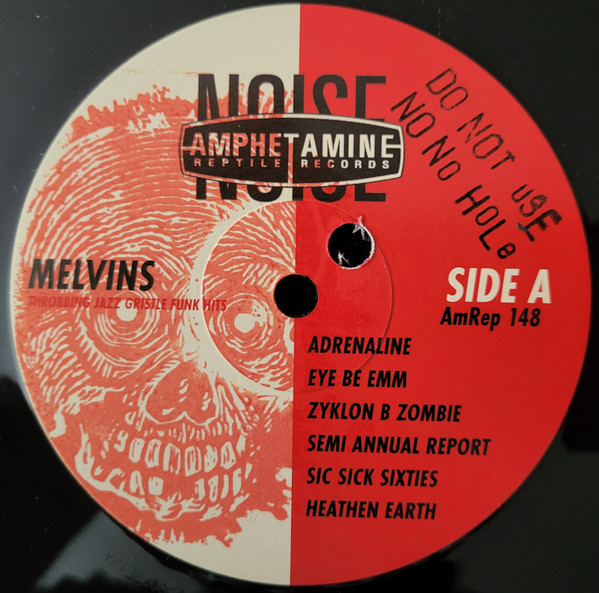 NOISE
AMPHETAMINE
REPTILE RECORDS
NOISE
DO NOT USE
NO NO HOLe
MELVINS
THROBBING JAZZ GRISTLE FUNK HITS
SIDE A
AmRep 148
ADRENALINE
EYE BE EMM
ZYKLON B ZOMBIE
SEMI ANNUAL REPORT
SIC SICK SIXTIES
HEATHEN EARTH